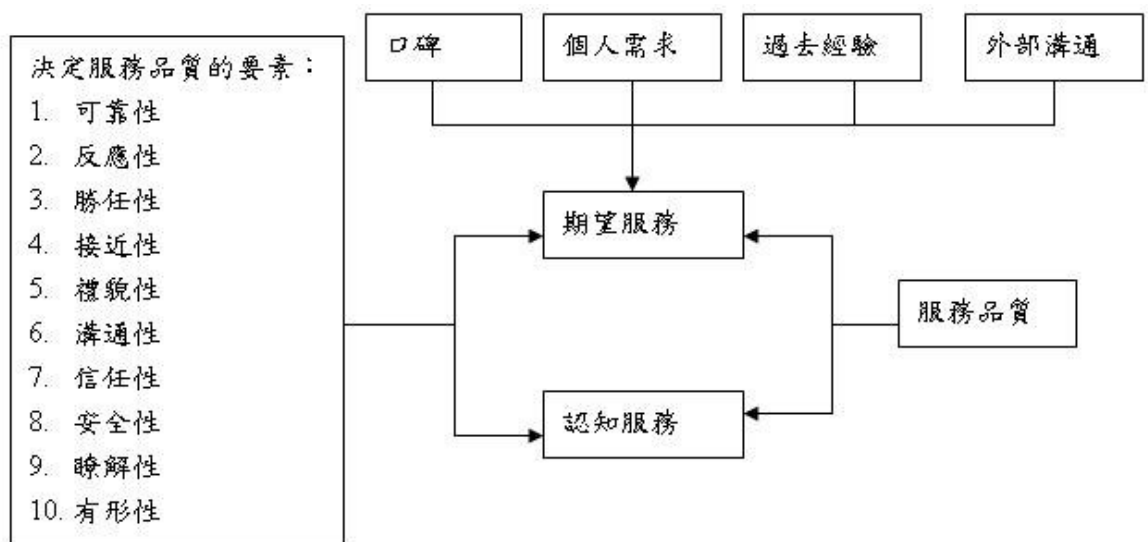 口碑
個人需求
過去經驗
外部溝通
決定服務品質的要素：
1. 可靠性
2. 反應性
3. 勝任性
4. 接近性
5. 禮貌性
6. 溝通性
7. 信任性
8. 安全性
9. 瞭解性
10. 有形性
期望服務
服務品質
認知服務